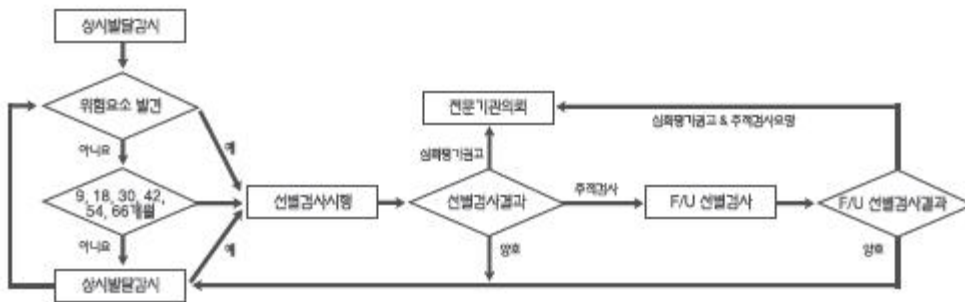 상시발달감시
위험요소 발견
전문기관의뢰
심화평가권고 & 추적검사요망
아니요
예
심화평가권고
9, 18, 30, 42,
54, 66개월
선별검사시행
선별검사결과
추적검사
F/U 선별검사
F/U 선별검사결과
아니요
예
양호
양호
상시발달감시